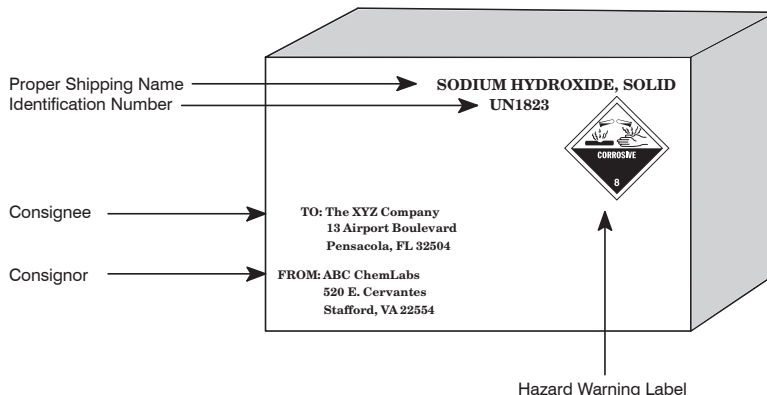 Proper Shipping Name
Identification Number
SODIUM HYDROXIDE, SOLID
UN1823
CORROSIVE
8
Consignee
TO: The XYZ Company
13 Airport Boulevard
Pensacola, FL 32504
Consignor
FROM: ABC ChemLabs
520 E. Cervantes
Stafford, VA 22554
Hazard Warning Label